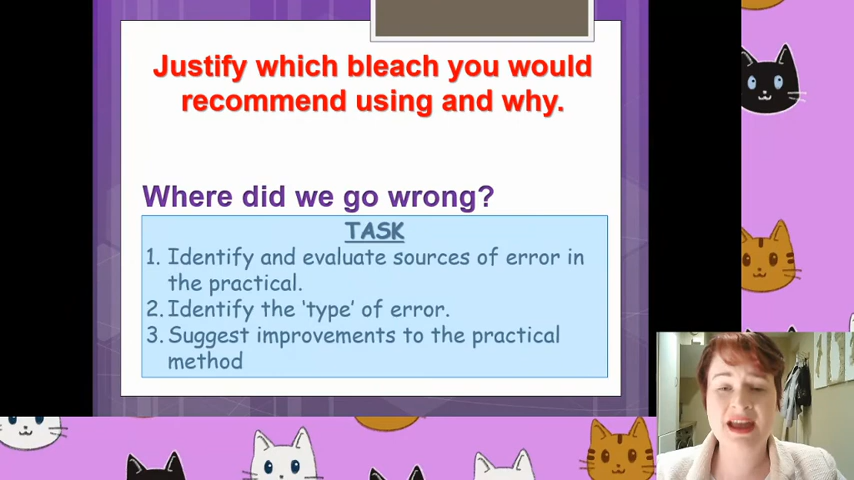 Justify which bleach you would
recommend using and why.
Where did we go wrong?
TASK
1. Identify and evaluate sources of error in
the practical.
2. Identify the ‘type’ of error.
3. Suggest improvements to the practical
method